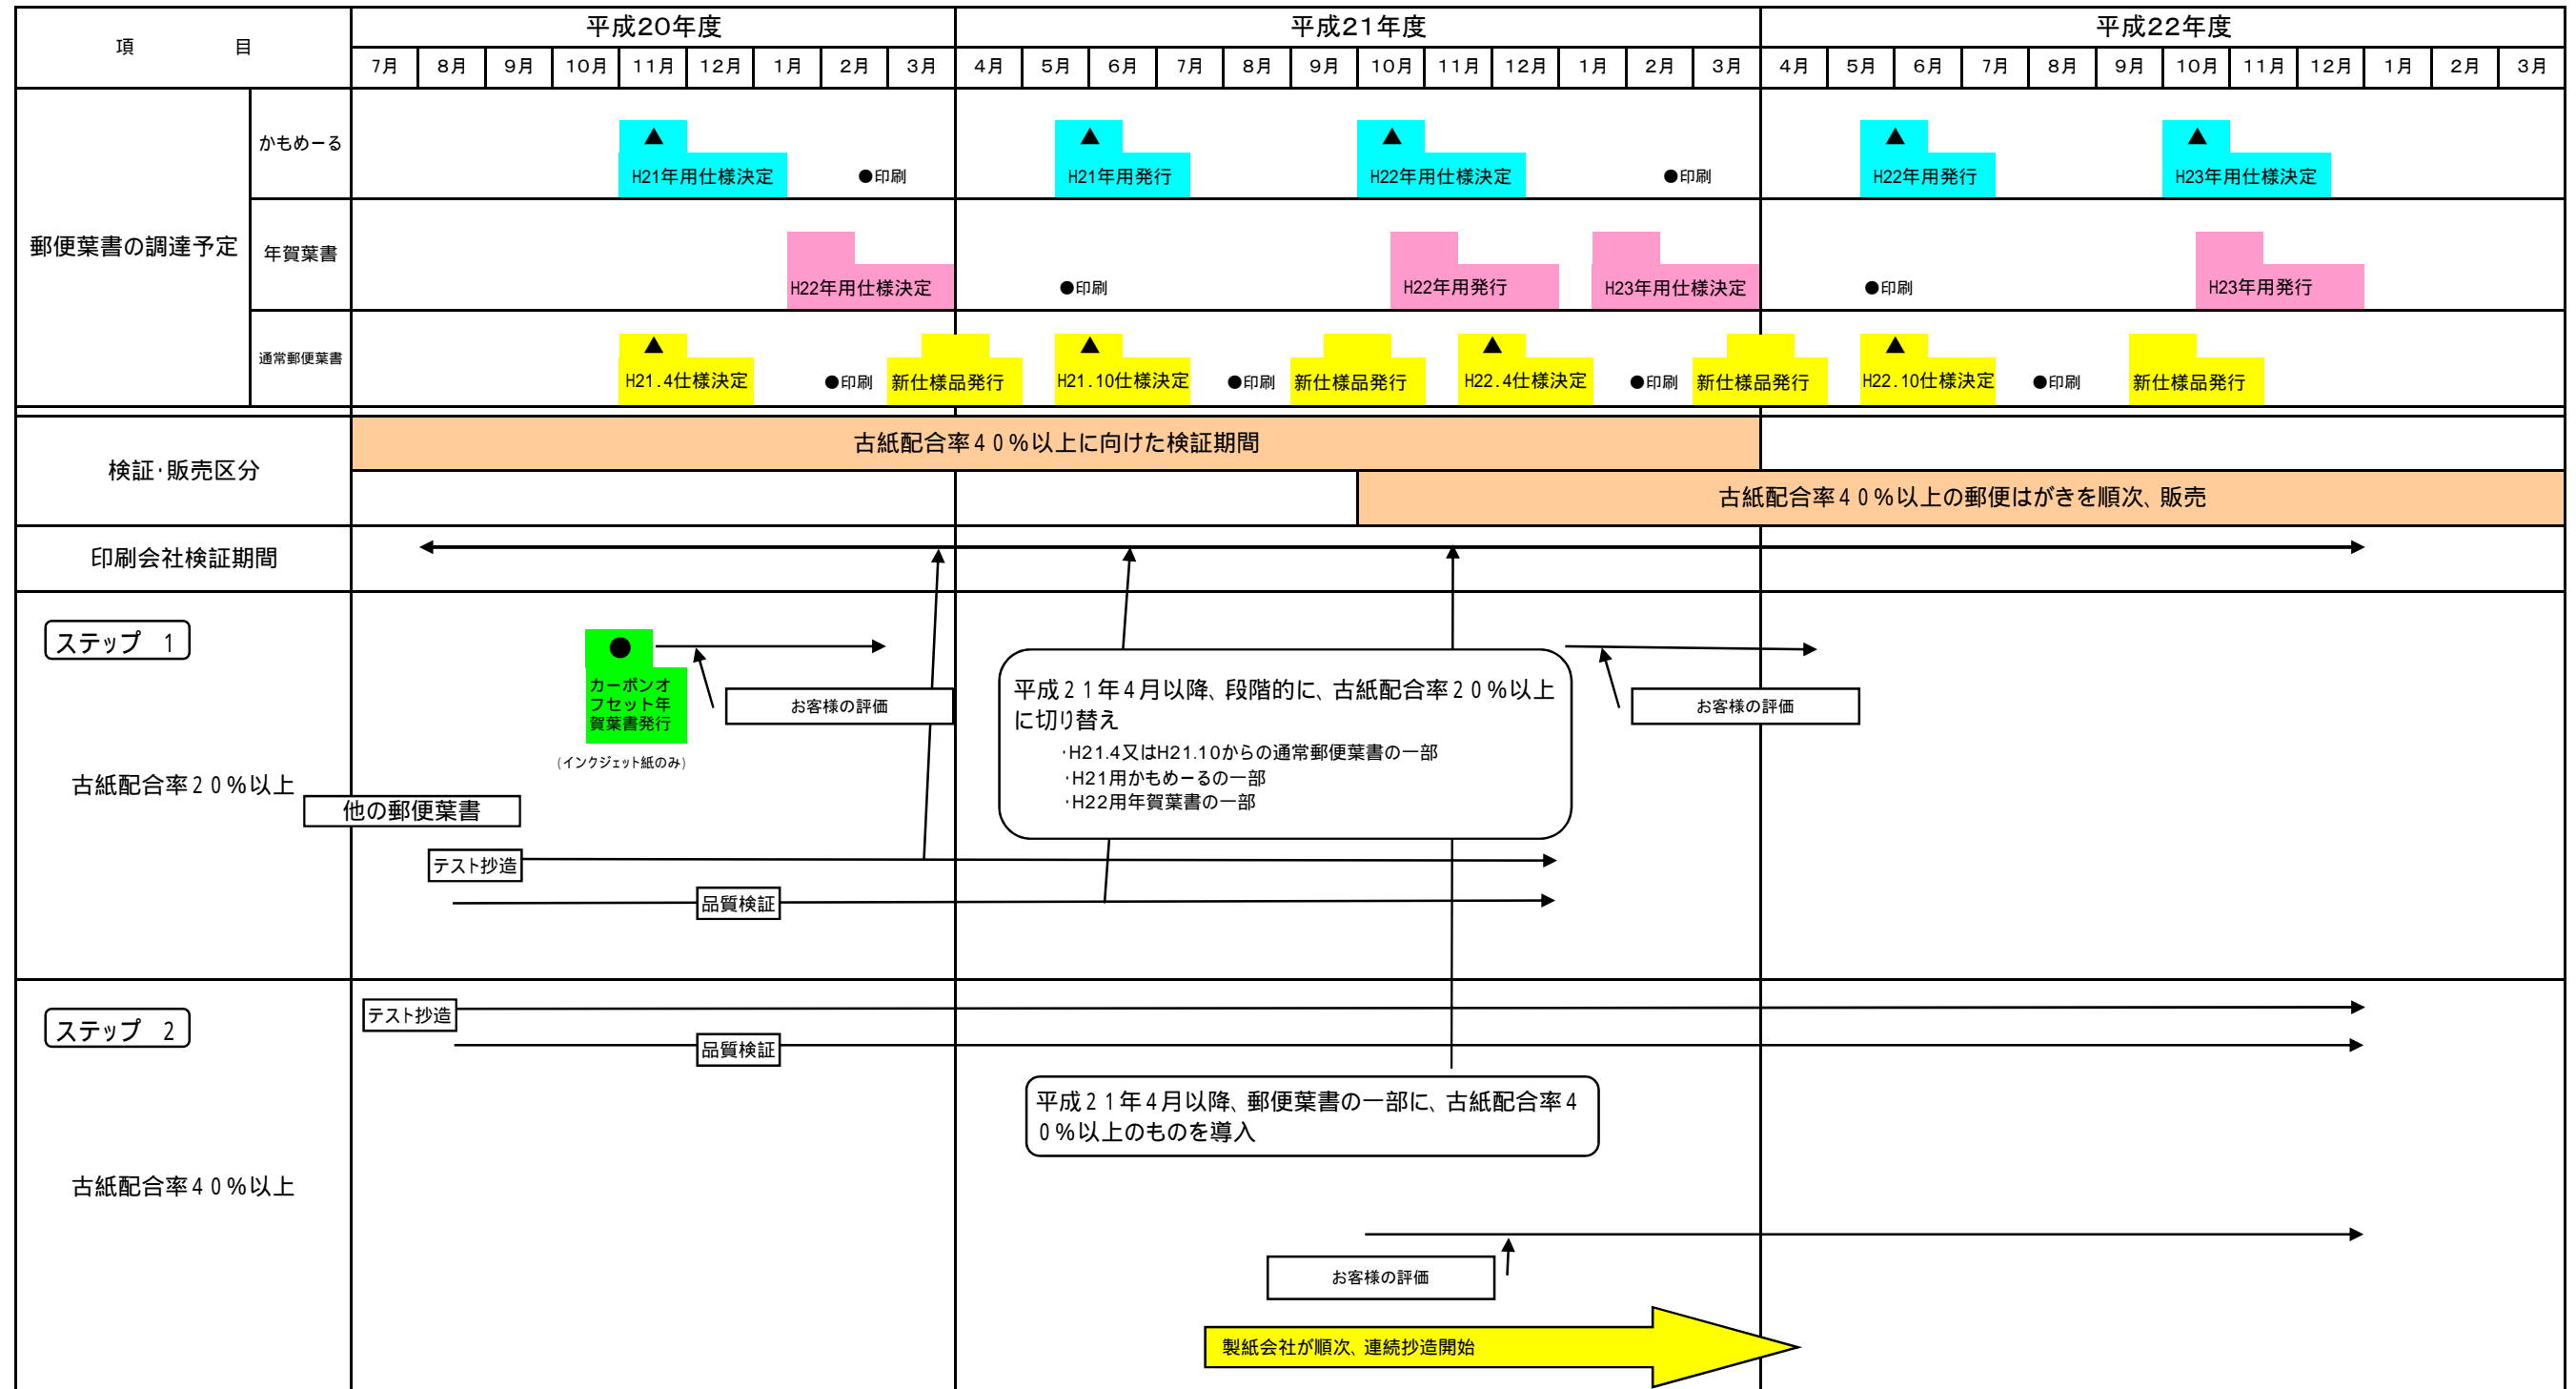 項　目
平成20年度
平成21年度
平成22年度
7月 8月 9月 10月 11月 12月 1月 2月 3月 4月 5月 6月 7月 8月 9月 10月 11月 12月 1月 2月 3月 4月 5月 6月 7月 8月 9月 10月 11月 12月 1月 2月 3月
郵便葉書の調達予定
かもめーる
▲ ▲ ▲ ▲ ▲
H21年用仕様決定 ●印刷 H21年用発行 H22年用仕様決定 ●印刷 H22年用発行 H23年用仕様決定
年賀葉書
H22年用仕様決定 ●印刷 H22年用発行 H23年用仕様決定 ●印刷 H23年用発行
通常郵便葉書
▲ ▲ ▲ ▲
H21.4仕様決定 ●印刷 新仕様品発行 H21.10仕様決定 ●印刷 新仕様品発行 H22.4仕様決定 ●印刷 新仕様品発行 H22.10仕様決定 ●印刷 新仕様品発行
検証・販売区分
古紙配合率40%以上に向けた検証期間
古紙配合率40%以上の郵便はがきを順次、販売
印刷会社検証期間
ステップ　1
古紙配合率20%以上
●
カーボンオ
フセット年
賀葉書発行
(インクジェット紙のみ)
お客様の評価
平成21年4月以降、段階的に、古紙配合率20%以上
に切り替え
・H21.4又はH21.10からの通常郵便葉書の一部
・H21用かもめーるの一部
・H22用年賀葉書の一部
お客様の評価
他の郵便葉書
テスト抄造
品質検証
ステップ　2
古紙配合率40%以上
テスト抄造
品質検証
平成21年4月以降、郵便葉書の一部に、古紙配合率4
0%以上のものを導入
お客様の評価
製紙会社が順次、連続抄造開始